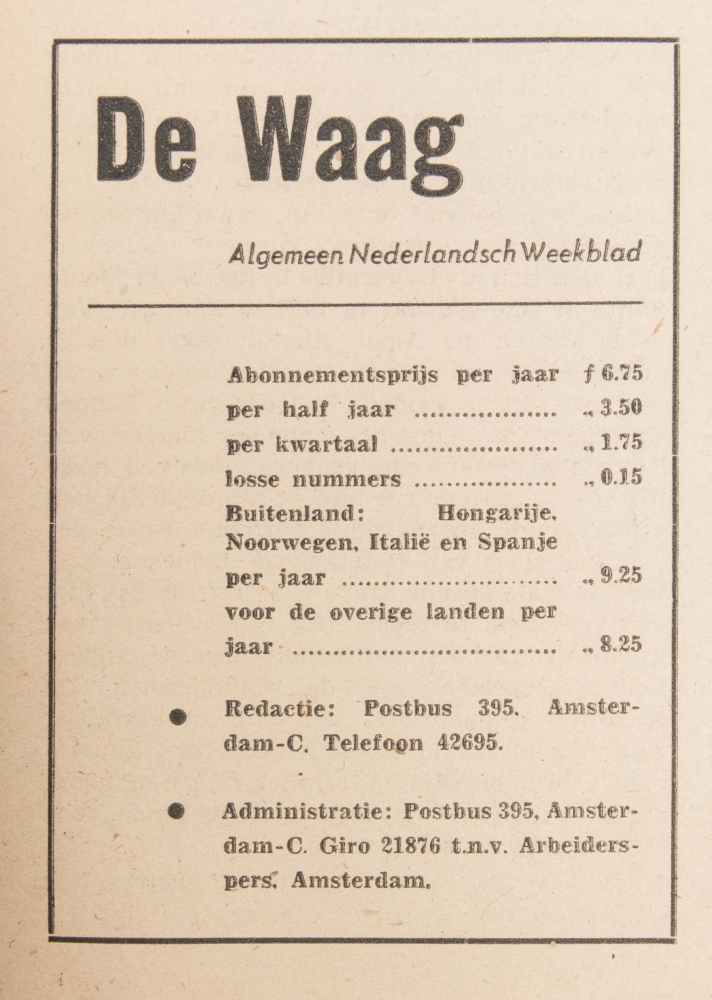 De Waag
Algemeen Nederlandsch Weekblad
Abonnementsprijs per jaar ƒ 6.75
per half jaar .................. „ 3.50
per kwartaal ..................... „ 1.75
losse nummers .................. „ 0.15
Buitenland: Hongarije,
Noorwegen, Italië en Spanje
per jaar ........................... „ 9.25
voor de overige landen per
jaar ................................. „ 8.25
● Redactie: Postbus 395, Amster-
dam-C. Telefoon 42695.
● Administratie: Postbus 395, Amster-
dam-C. Giro 21876 t.n.v. Arbeiders-
pers, Amsterdam.